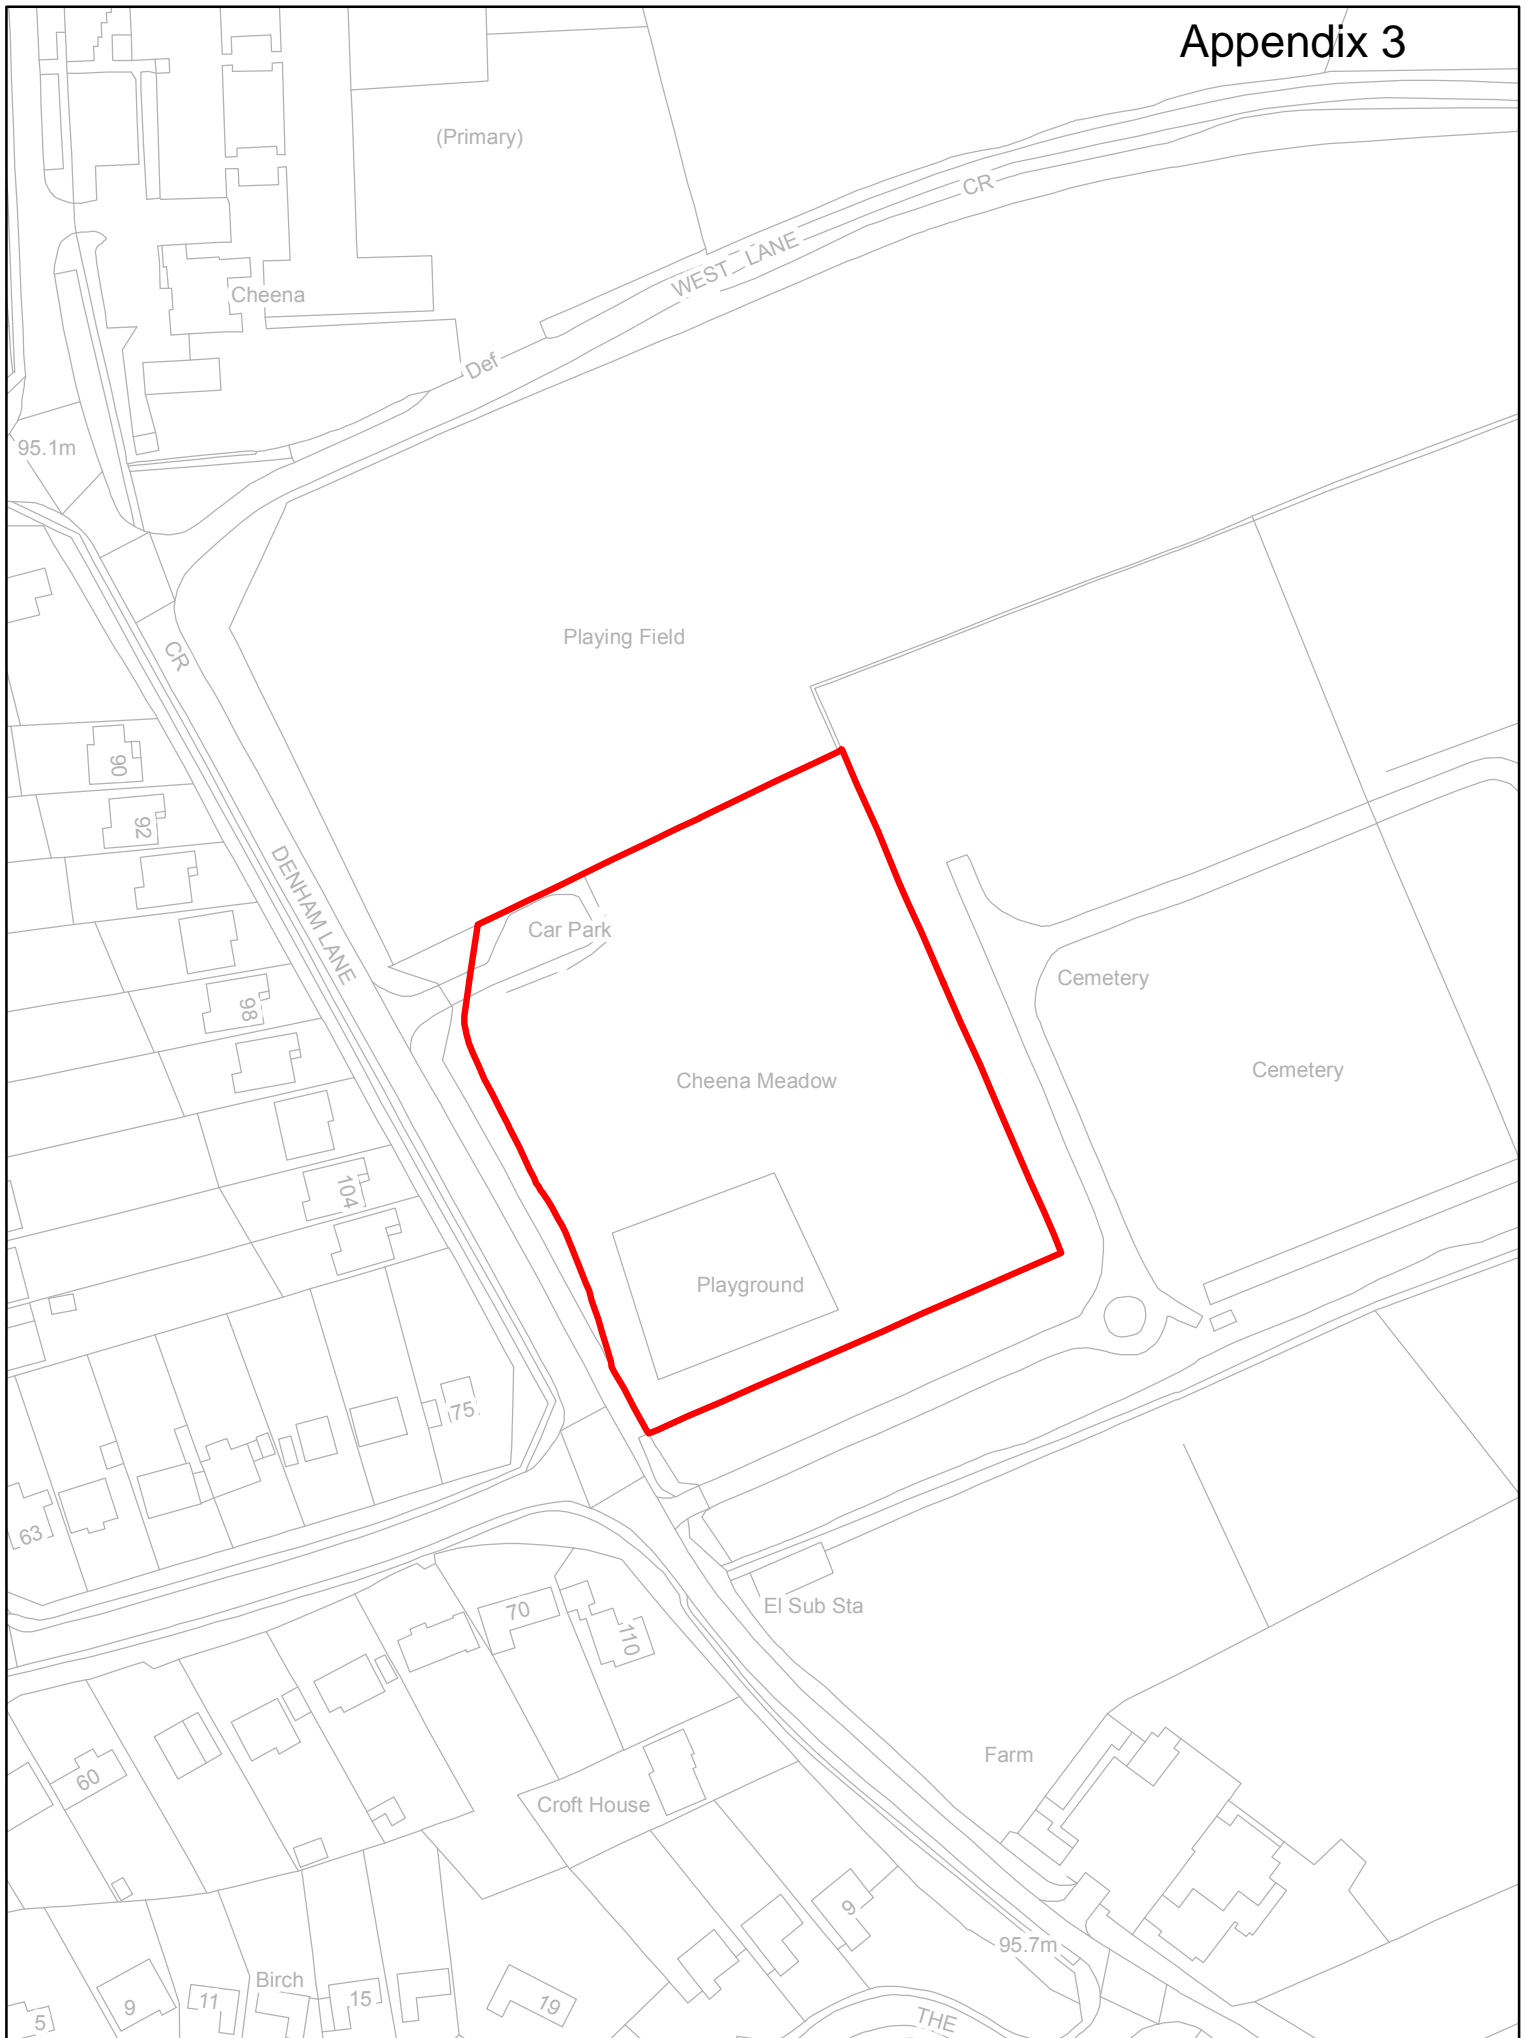 Appendix 3
(Primary)
CR
WEST LANE
Cheena
Def
95.1m
Playing Field
CR
90
92
DENHAM LANE
Car Park
Cemetery
98
Cemetery
Cheena Meadow
104
Playground
75
63
El Sub Sta
70
110
Farm
60
Croft House
9
95.7m
Birch
9
11
15
19
5
THE